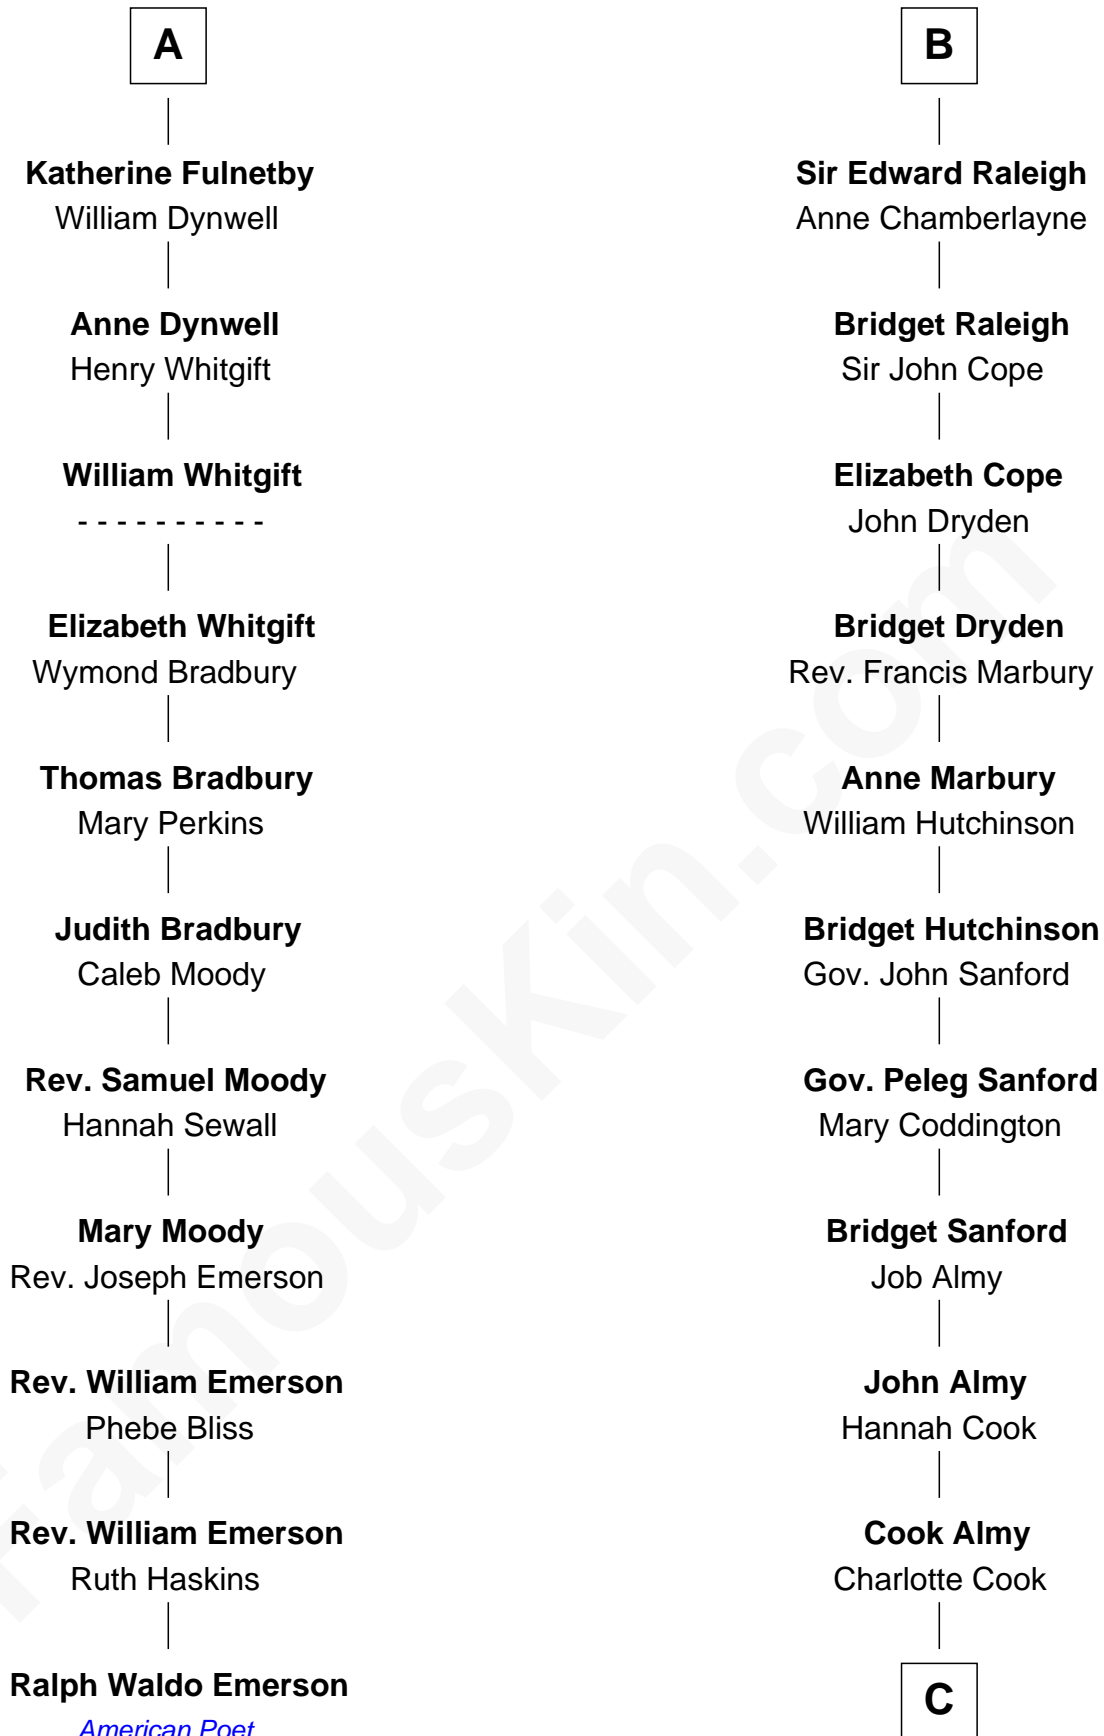 A
Katherine Fulnetby
William Dynwell
Anne Dynwell
Henry Whitgift
William Whitgift
- - - - - - - - - -
Elizabeth Whitgift
Wymond Bradbury
Thomas Bradbury
Mary Perkins
Judith Bradbury
Caleb Moody
Rev. Samuel Moody
Hannah Sewall
Mary Moody
Rev. Joseph Emerson
Rev. William Emerson
Phebe Bliss
Rev. William Emerson
Ruth Haskins
Ralph Waldo Emerson
American Poet
B
Sir Edward Raleigh
Anne Chamberlayne
Bridget Raleigh
Sir John Cope
Elizabeth Cope
John Dryden
Bridget Dryden
Rev. Francis Marbury
Anne Marbury
William Hutchinson
Bridget Hutchinson
Gov. John Sanford
Gov. Peleg Sanford
Mary Coddington
Bridget Sanford
Job Almy
John Almy
Hannah Cook
Cook Almy
Charlotte Cook
C
FamousKin.com